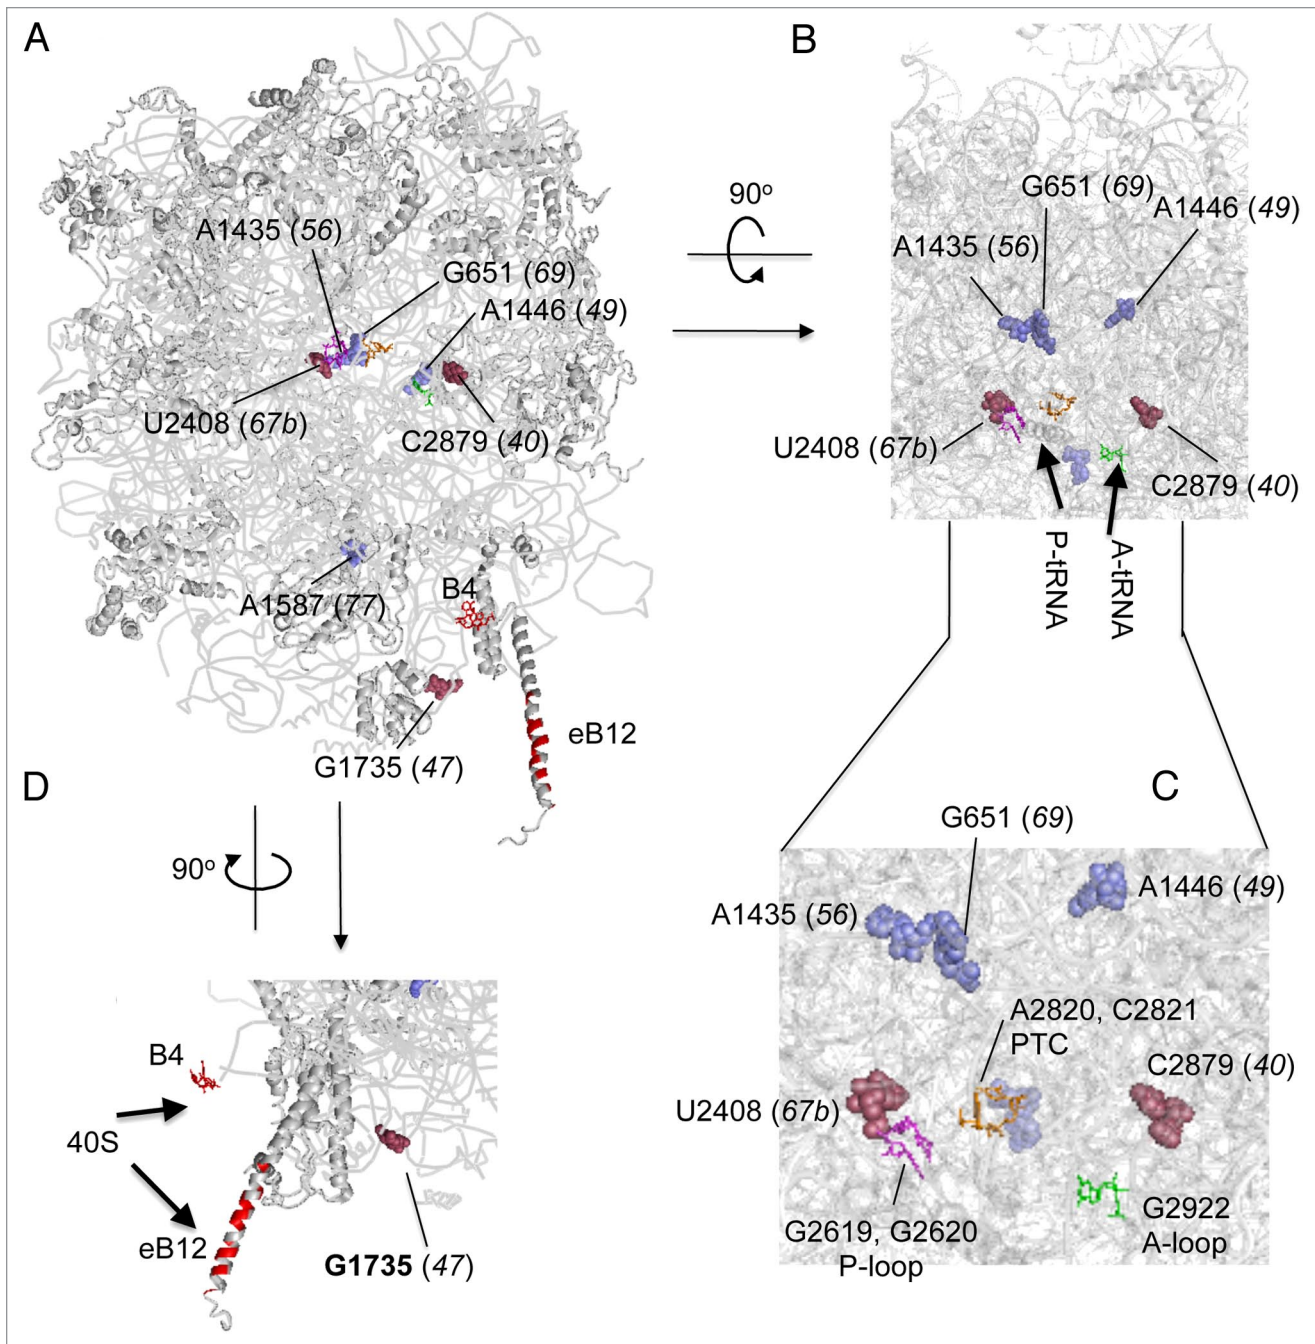 A
A1435 (56)
G651 (69)
A1446 (49)
U2408 (67b)
C2879 (40)
A1587 (77)
B4
eB12
G1735 (47)
90o
B
G651 (69)
A1446 (49)
A1435 (56)
U2408 (67b)
C2879 (40)
P-tRNA
A-tRNA
C
G651 (69)
A1435 (56)
A1446 (49)
A2820, C2821
PTC
C2879 (40)
U2408 (67b)
G2619, G2620
P-loop
G2922
A-loop
D
90o
B4
40S
eB12
G1735 (47)